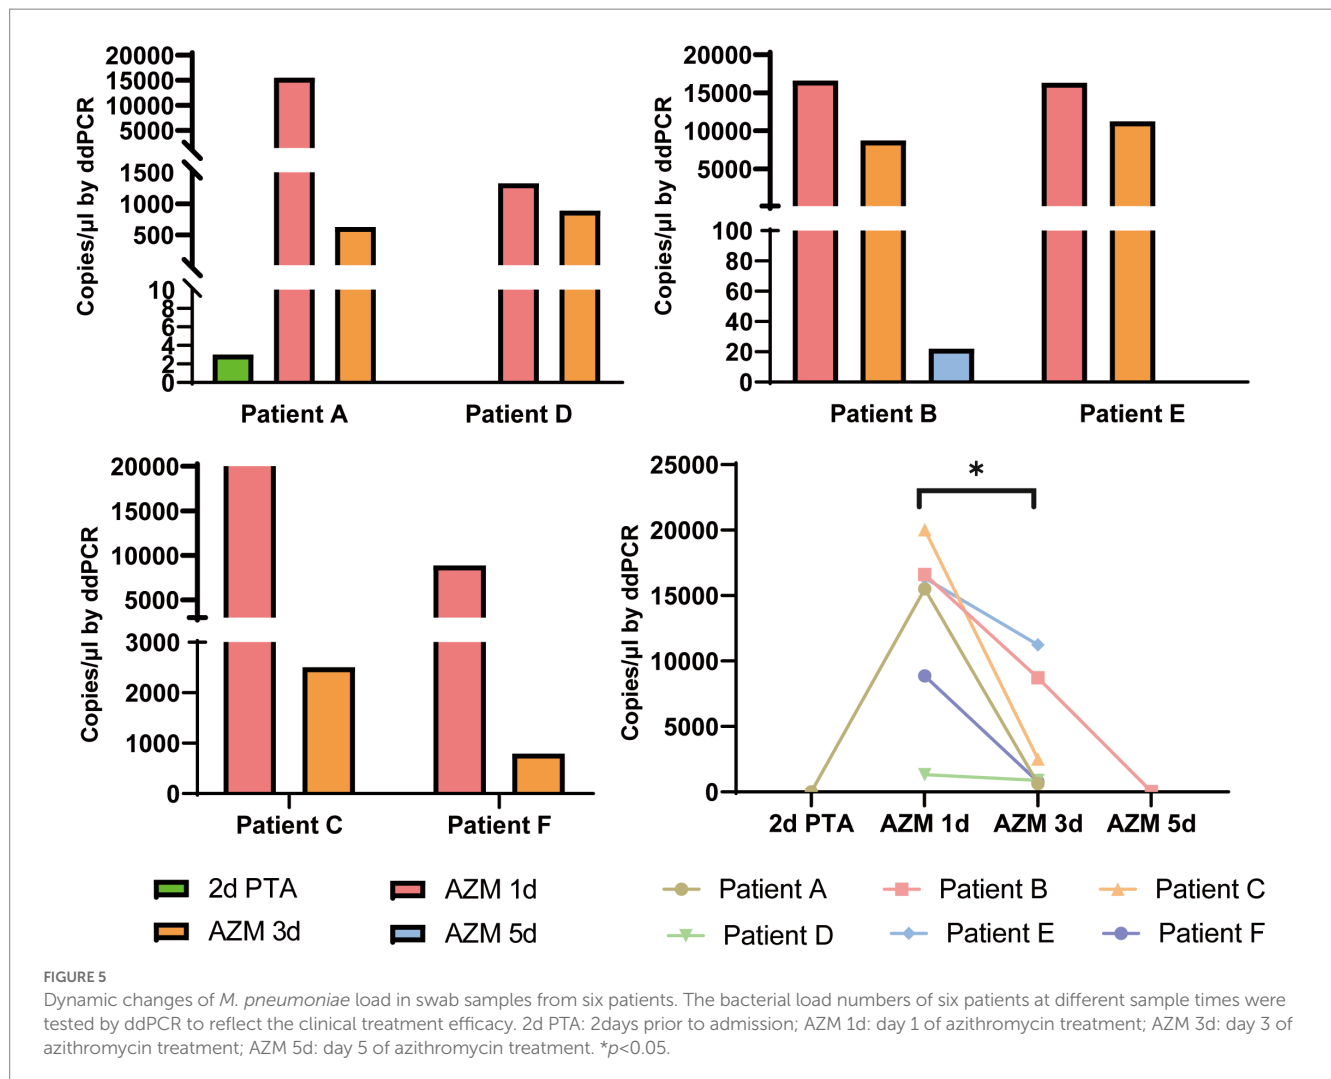 Copies/µl by ddPCR
20000
15000
10000
5000
1500
1000
500
10
8
6
4
2
0
Patient A
Patient D
Copies/µl by ddPCR
20000
15000
10000
5000
100
80
60
40
20
0
Patient B
Patient E
Copies/µl by ddPCR
20000
15000
10000
5000
3000
2000
1000
0
Patient C
Patient F
Copies/µl by ddPCR
25000
20000
15000
10000
5000
0
*
2d PTA
AZM 1d
AZM 3d
AZM 5d
2d PTA
AZM 1d
AZM 3d
AZM 5d
Patient A
Patient B
Patient C
Patient D
Patient E
Patient F
FIGURE 5
Dynamic changes of M. pneumoniae load in swab samples from six patients. The bacterial load numbers of six patients at different sample times were
tested by ddPCR to reflect the clinical treatment efficacy. 2d PTA: 2days prior to admission; AZM 1d: day 1 of azithromycin treatment; AZM 3d: day 3 of
azithromycin treatment; AZM 5d: day 5 of azithromycin treatment. *p<0.05.